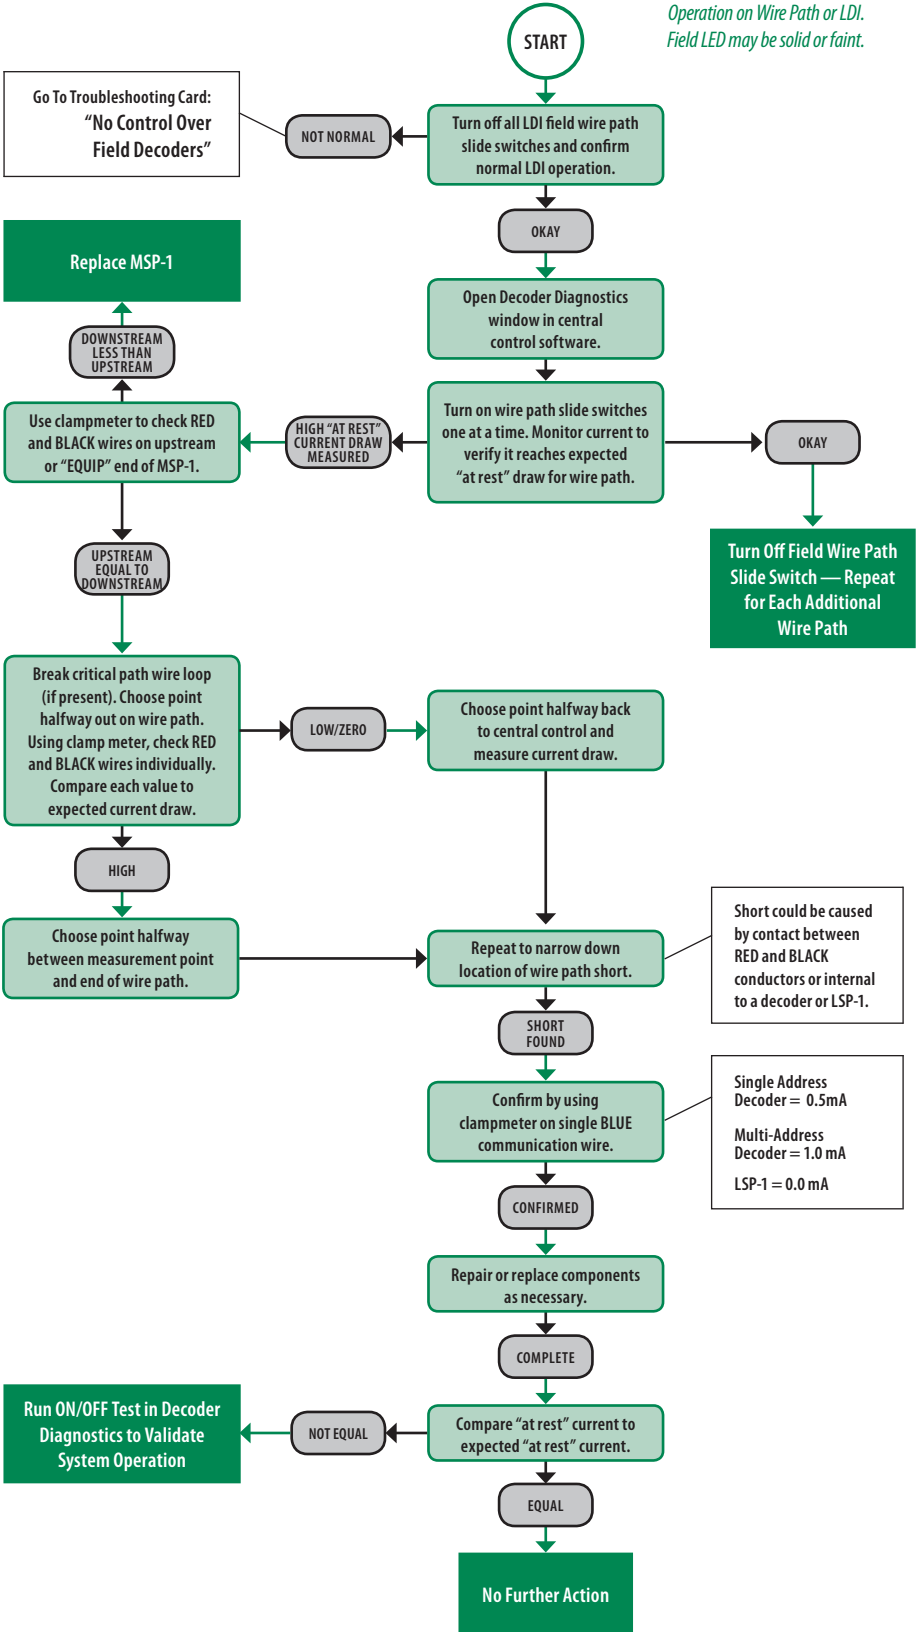 Operation on Wire Path or LDI.
Field LED may be solid or faint.
START
Go To Troubleshooting Card:
“No Control Over
Field Decoders”
NOT NORMAL
Turn off all LDI field wire path
slide switches and confirm
normal LDI operation.
OKAY
Replace MSP-1
Open Decoder Diagnostics
window in central
control software.
DOWNSTREAM
LESS THAN
UPSTREAM
Use clampmeter to check RED
and BLACK wires on upstream
or “EQUIP” end of MSP-1.
HIGH “AT REST”
CURRENT DRAW
MEASURED
Turn on wire path slide switches
one at a time. Monitor current to
verify it reaches expected
“at rest” draw for wire path.
OKAY
UPSTREAM
EQUAL TO
DOWNSTREAM
Turn Off Field Wire Path
Slide Switch — Repeat
for Each Additional
Wire Path
Break critical path wire loop
(if present). Choose point
halfway out on wire path.
Using clamp meter, check RED
and BLACK wires individually.
Compare each value to
expected current draw.
LOW/ZERO
Choose point halfway back
to central control and
measure current draw.
HIGH
Choose point halfway
between measurement point
and end of wire path.
Repeat to narrow down
location of wire path short.
Short could be caused
by contact between
RED and BLACK
conductors or internal
to a decoder or LSP-1.
SHORT
FOUND
Confirm by using
clampmeter on single BLUE
communication wire.
Single Address
Decoder = 0.5mA
Multi-Address
Decoder = 1.0 mA
LSP-1 = 0.0 mA
CONFIRMED
Repair or replace components
as necessary.
COMPLETE
Run ON/OFF Test in Decoder
Diagnostics to Validate
System Operation
NOT EQUAL
Compare “at rest” current to
expected “at rest” current.
EQUAL
No Further Action